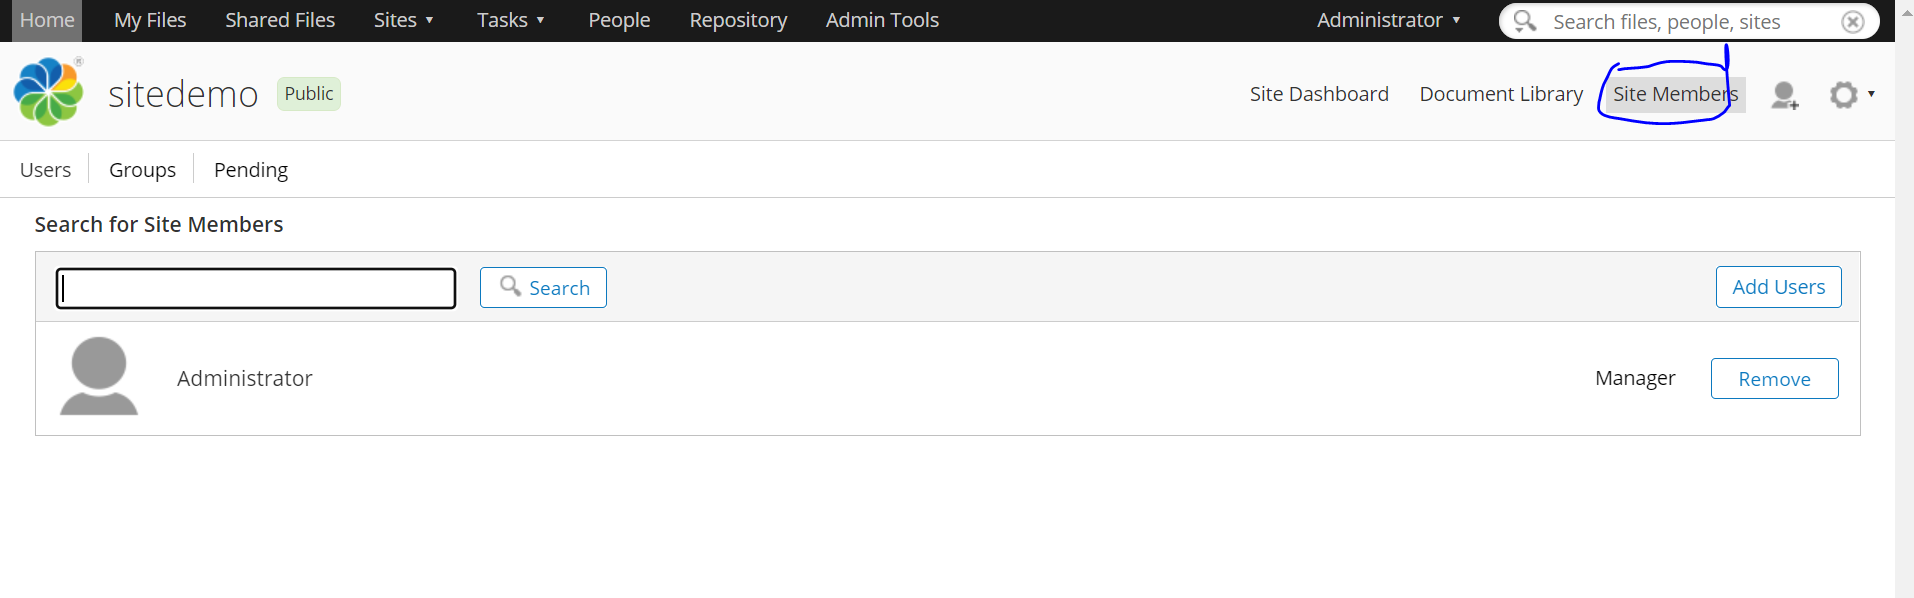 Home My Files Shared Files Sites Tasks People Repository Admin Tools Administrator Search files, people, sites
sitedemo Public Site Dashboard Document Library Site Members
®
Users Groups Pending
Search for Site Members
Search Add Users
Administrator Manager Remove